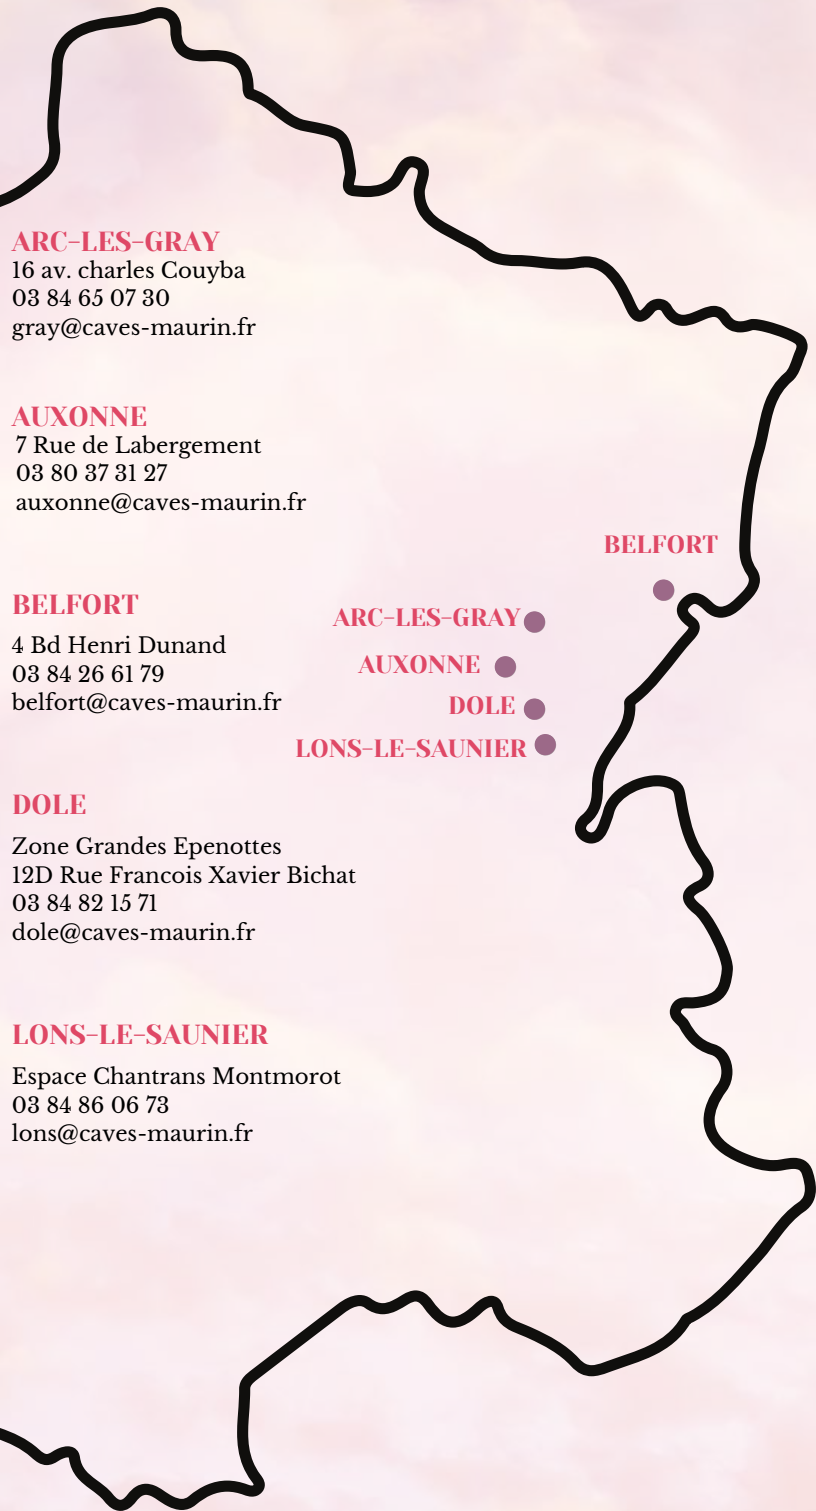 ARC-LES-GRAY
16 av. charles Couyba
03 84 65 07 30
gray@caves-maurin.fr
AUXONNE
7 Rue de Labergement
03 80 37 31 27
auxonne@caves-maurin.fr
BELFORT
4 Bd Henri Dunand
03 84 26 61 79
belfort@caves-maurin.fr
DOLE
Zone Grandes Epenottes
12D Rue Francois Xavier Bichat
03 84 82 15 71
dole@caves-maurin.fr
LONS-LE-SAUNIER
Espace Chantrans Montmorot
03 84 86 06 73
lons@caves-maurin.fr
BELFORT
ARC-LES-GRAY
AUXONNE
DOLE
LONS-LE-SAUNIER